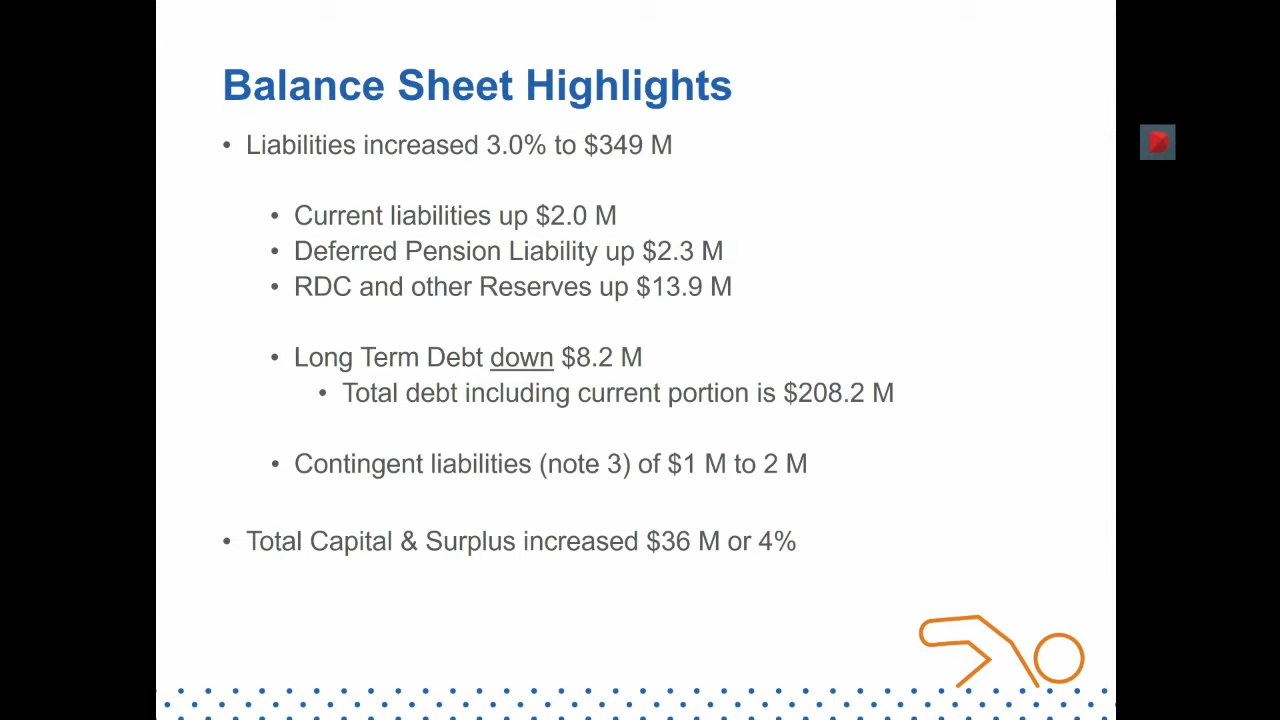 Balance Sheet Highlights
• Liabilities increased 3.0% to $349 M
• Current liabilities up $2.0 M
• Deferred Pension Liability up $2.3 M
• RDC and other Reserves up $13.9 M
• Long Term Debt down $8.2 M
• Total debt including current portion is $208.2 M
• Contingent liabilities (note 3) of $1 M to 2 M
• Total Capital & Surplus increased $36 M or 4%